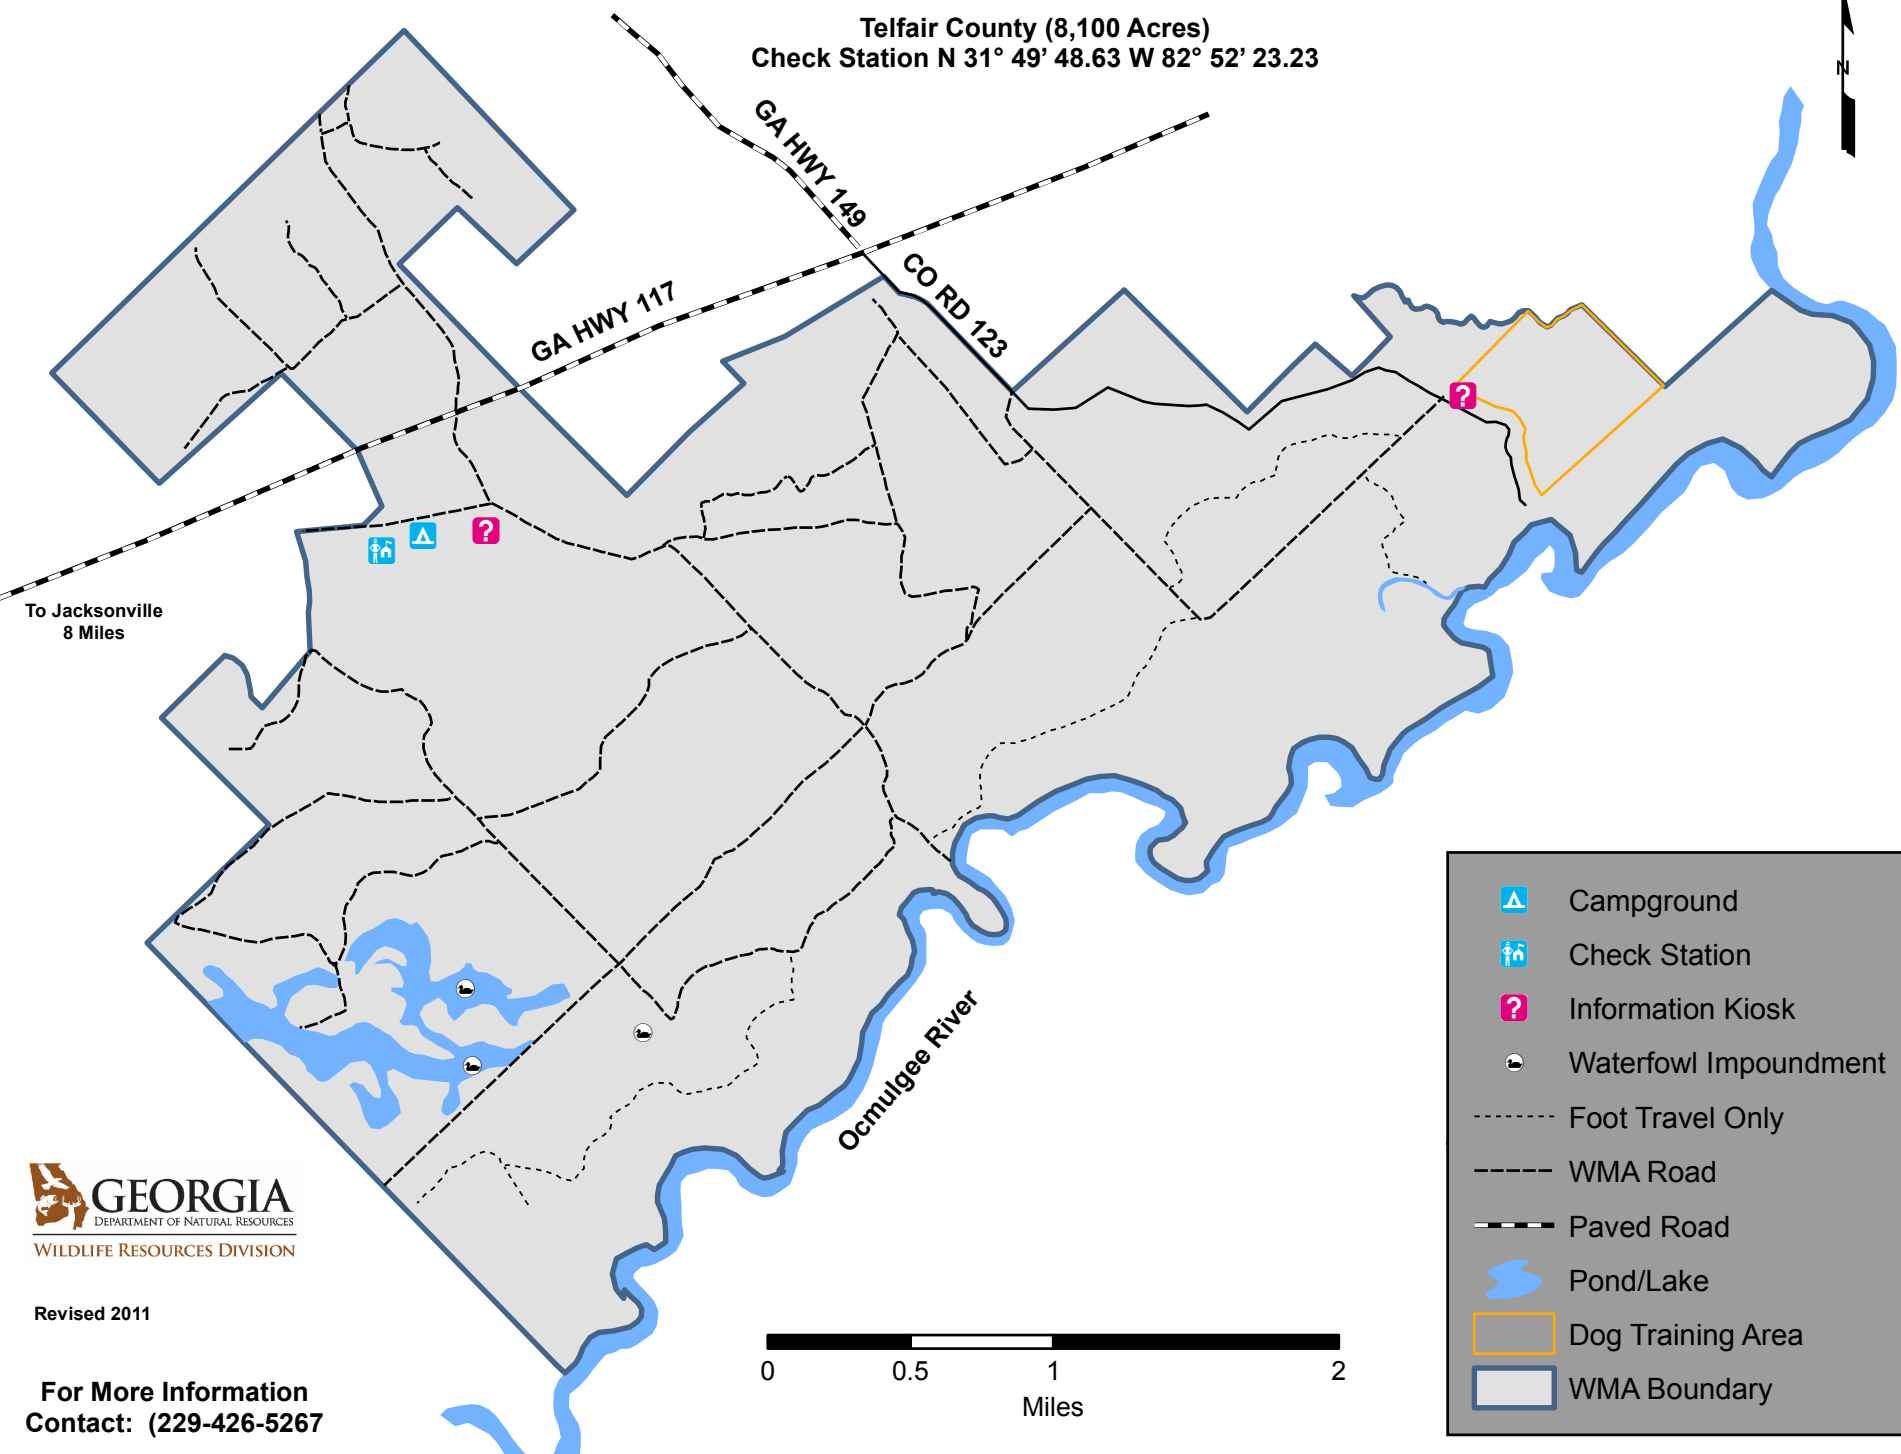 Telfair County (8,100 Acres)
Check Station N 31° 49’ 48.63 W 82° 52’ 23.23
N
GA HWY 149
GA HWY 117
CO RD 123
To Jacksonville
8 Miles
Ocmulgee River
Campground
Check Station
? Information Kiosk
Waterfowl Impoundment
Foot Travel Only
WMA Road
Paved Road
Pond/Lake
Dog Training Area
WMA Boundary
?
?
GEORGIA
DEPARTMENT OF NATURAL RESOURCES
WILDLIFE RESOURCES DIVISION
Revised 2011
For More Information
Contact: (229-426-5267
0 0.5 1 2
Miles